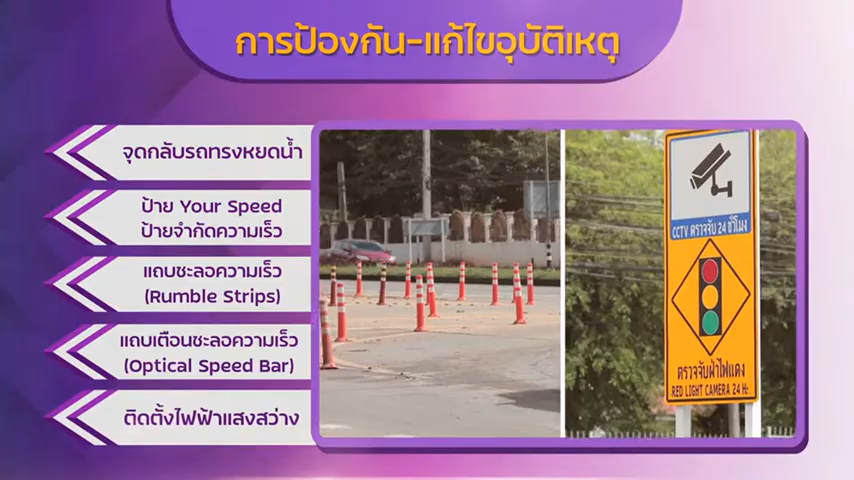 การป้องกัน-แก้ไขอุบัติเหตุ
จุดกลับรถทรงหยดน้ำ
ป้าย Your Speed
ป้ายจำกัดความเร็ว
แถบชะลอความเร็ว
(Rumble Strips)
แถบเตือนชะลอความเร็ว
(Optical Speed Bar)
ติดตั้งไฟฟ้าแสงสว่าง
CCTV ตรวจจับ 24 ชั่วโมง
ตรวจจับฝ่าไฟแดง
RED LIGHT CAMERA 24 Hr